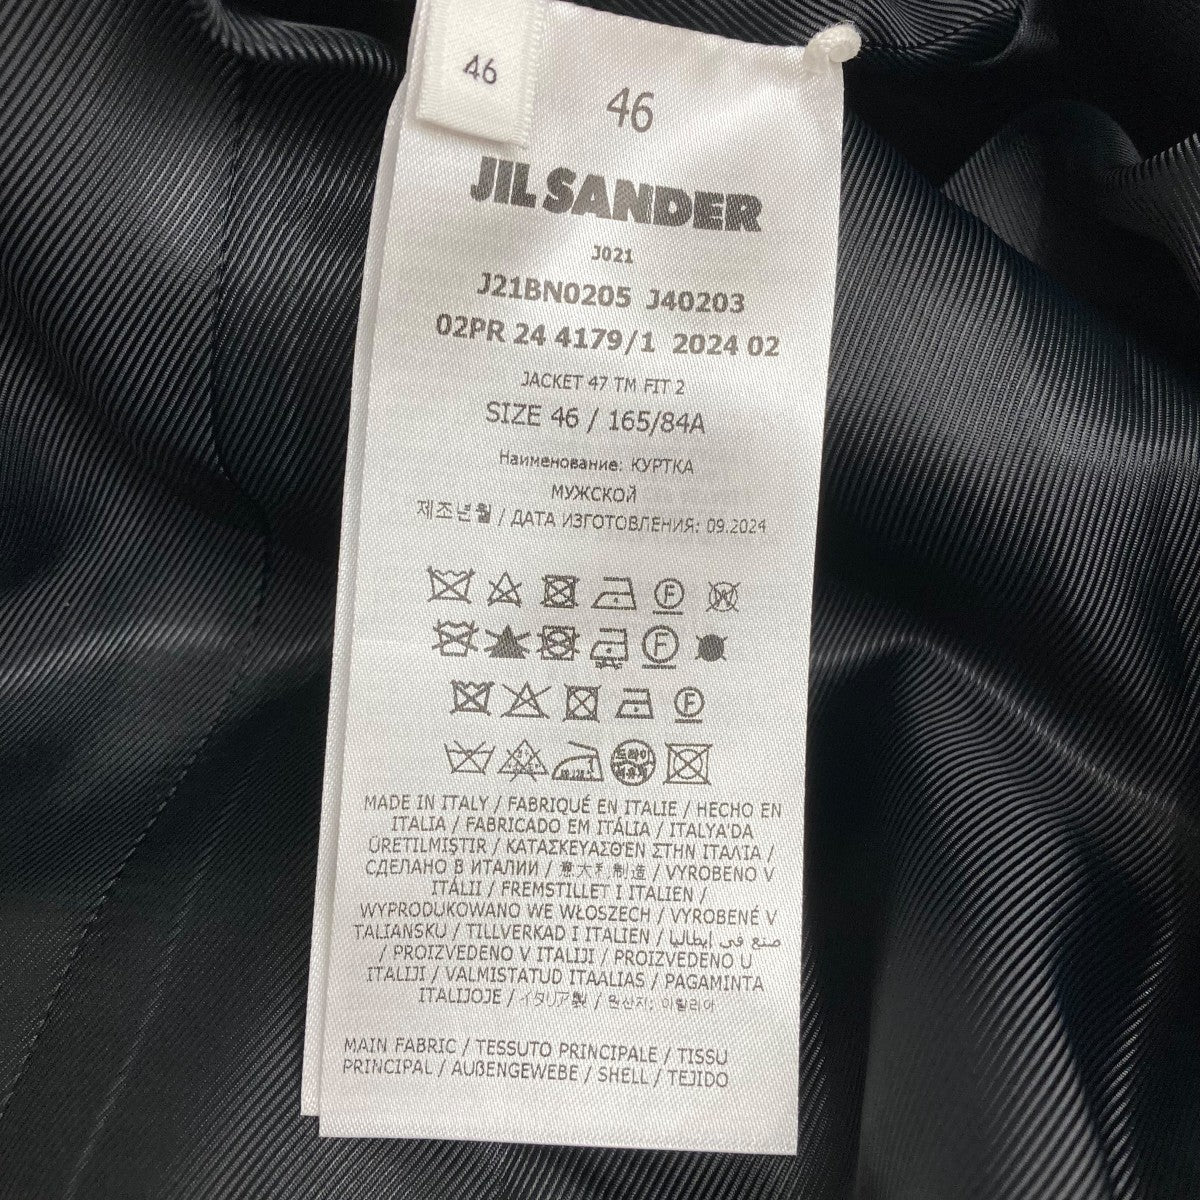 46
46
JIL SANDER
J021
J21BN0205 J40203
02PR 24 4179/1 2024 02
JACKET 47 TM FIT 2
SIZE 46 / 165/84A
Наименование: КУРТКА
МУЖСКОЙ
제조년월 / ДАТА ИЗГОТОВЛЕНИЯ: 09.2024
F W
F
F
드라이
MADE IN ITALY / FABRIQUÉ EN ITALIE / HECHO EN
ITALIA / FABRICADO EM ITÁLIA / ITALYA'DA
ÜRETILMIŞTIR / ΚΑΤΑΣΚΕΥΑΣΘ'ΕΝ ΣΤΗΝ ΙΤΑΛΙΑ /
СДЕЛАНО В ИТАЛИИ / 意大利制造 / VYROBENO V
ITÁLII / FREMSTILLET I ITALIEN /
WYPRODUKOWANO WE WŁOSZECH / VYROBENÉ V
TALIANSKU / TILLVERKAD I ITALIEN / صنع في إيطاليا
/ PROIZVEDENO V ITALIJI / PROIZVEDENO U
ITALIJI / VALMISTATUD ITAALIAS / PAGAMINTA
ITALIJOJE / イタリア製 / 원산지: 이탈리아
MAIN FABRIC / TESSUTO PRINCIPALE / TISSU
PRINCIPAL / AUßENGEWEBE / SHELL / TEJIDO